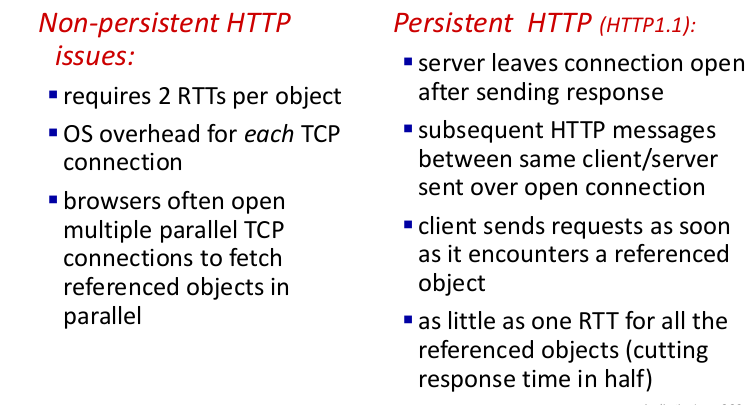 Non-persistent HTTP
issues:
▪ requires 2 RTTs per object
▪ OS overhead for each TCP
connection
▪ browsers often open
multiple parallel TCP
connections to fetch
referenced objects in
parallel
Persistent HTTP (HTTP1.1):
▪ server leaves connection open
after sending response
▪ subsequent HTTP messages
between same client/server
sent over open connection
▪ client sends requests as soon
as it encounters a referenced
object
▪ as little as one RTT for all the
referenced objects (cutting
response time in half)